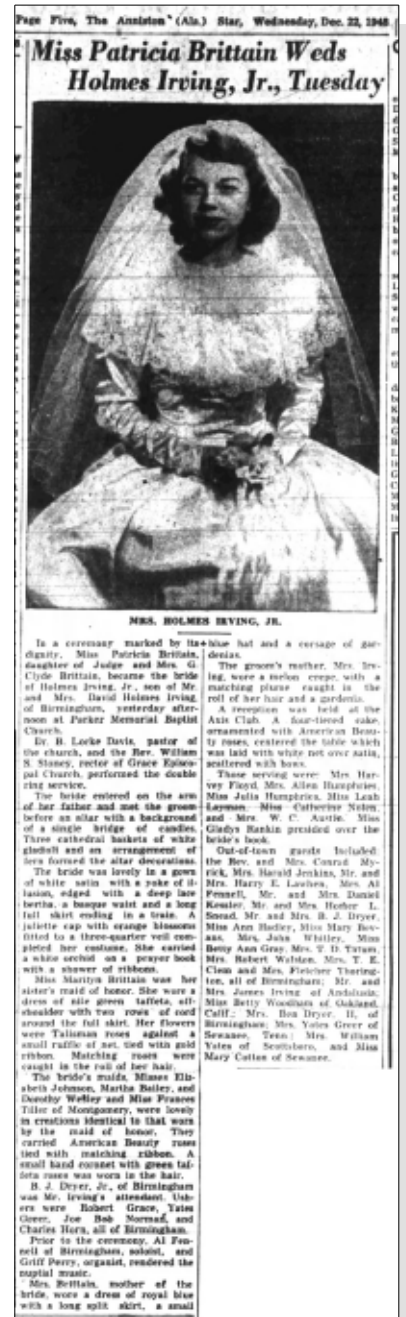 Page Five, The Anniston (Ala.) Star, Wednesday, Dec. 22, 1948
Miss Patricia Brittain Weds
Holmes Irving, Jr., Tuesday
MRS. HOLMES IRVING, JR.
In a ceremony marked by its
dignity, Miss Patricia Brittain,
daughter of Judge and Mrs. G.
Clyde Brittain, became the bride
of Holmes Irving, Jr., son of Mr.
and Mrs. David Holmes Irving,
of Birmingham, yesterday after-
noon at Parker Memorial Baptist
Church.
Dr. B. Locke Davis, pastor of
the church, and the Rev. William
S. Stoney, rector of Grace Episco-
pal Church, performed the double
ring service.
The bride entered on the arm
of her father and met the groom
before an altar with a background
of a single bridge of candles.
Three cathedral baskets of white
gladioli and an arrangement of
fern formed the altar decorations.
The bride was lovely in a gown
of white satin with a yoke of il-
lusion, edged with a deep lace
bertha, a basque waist and a long
full skirt ending in a train. A
juliette cap with orange blossoms
fitted to a three-quarter veil com-
pleted her costume. She carried
a white orchid on a prayer book
with a shower of ribbons.
Miss Marilyn Brittain was her
sister's maid of honor. She wore a
dress of nile green taffeta, off-
shoulder with two rows of cord
around the full skirt. Her flowers
were Talisman roses against a
small ruffle of net, tied with gold
ribbon. Matching roses were
caught in the roll of her hair.
The bride's maids, Misses Eliz-
abeth Johnson, Martha Bailey, and
Dorothy Wefley and Miss Frances
Tiller of Montgomery, were lovely
in creations identical to that worn
by the maid of honor. They
carried American Beauty roses
tied with matching ribbon. A
small band coronet with green taf-
feta roses was worn in the hair.
B. J. Dryer, Jr., of Birmingham
was Mr. Irving's attendant. Ush-
ers were Robert Grace, Yates
Greer, Joe Bob Norman, and
Charles Horn, all of Birmingham.
Prior to the ceremony, Al Fen-
nell of Birmingham, soloist, and
Griff Perry, organist, rendered the
nuptial music.
Mrs. Brittain, mother of the
bride, wore a dress of royal blue
with a long split skirt, a small
blue hat and a corsage of gar-
denias.
The groom's mother, Mrs. Irv-
ing, wore a melon crepe, with a
matching plume caught in the
roll of her hair and a gardenia.
A reception was held at the
Axis Club. A four-tiered cake,
ornamented with American Beau-
ty roses, centered the table which
was laid with white net over satin,
scattered with bows.
Those serving were: Mrs. Har-
vey Floyd, Mrs. Allen Humphries,
Miss Julia Humphries, Miss Leah
Layman, Miss Catherine Nolen,
and Mrs. W. C. Austin. Miss
Gladys Rankin presided over the
bride's book.
Out-of-town guests included
the Rev. and Mrs. Conrad My-
rick, Mrs. Harold Jenkins, Mr. and
Mrs. Harry E. Lawhen, Mrs. Al
Fennell, Mr. and Mrs. Daniel
Kessler, Mr. and Mrs. L.
Snead, Mr. and Mrs. B. J. Dryer,
Miss Ann Hadley, Miss Mary Bev-
ans, Mrs. John Whitley, Miss
Betty Ann Gray, Mrs. T. D. Tatum,
Mrs. Robert Walston, Mrs. T. E.
Clem and Mrs. Fletcher Thoring-
ton, all of Birmingham; Mr. and
Mrs. James Irving of Andalusia;
Miss Betty Woodham of Oakland,
Calif.; Mrs. Ben Dryer, II, of
Birmingham; Mrs. Yates Greer of
Sewanee, Tenn.; Mrs. William
Yates of Scottsboro, and Miss
Mary Cotton of Sewanee.